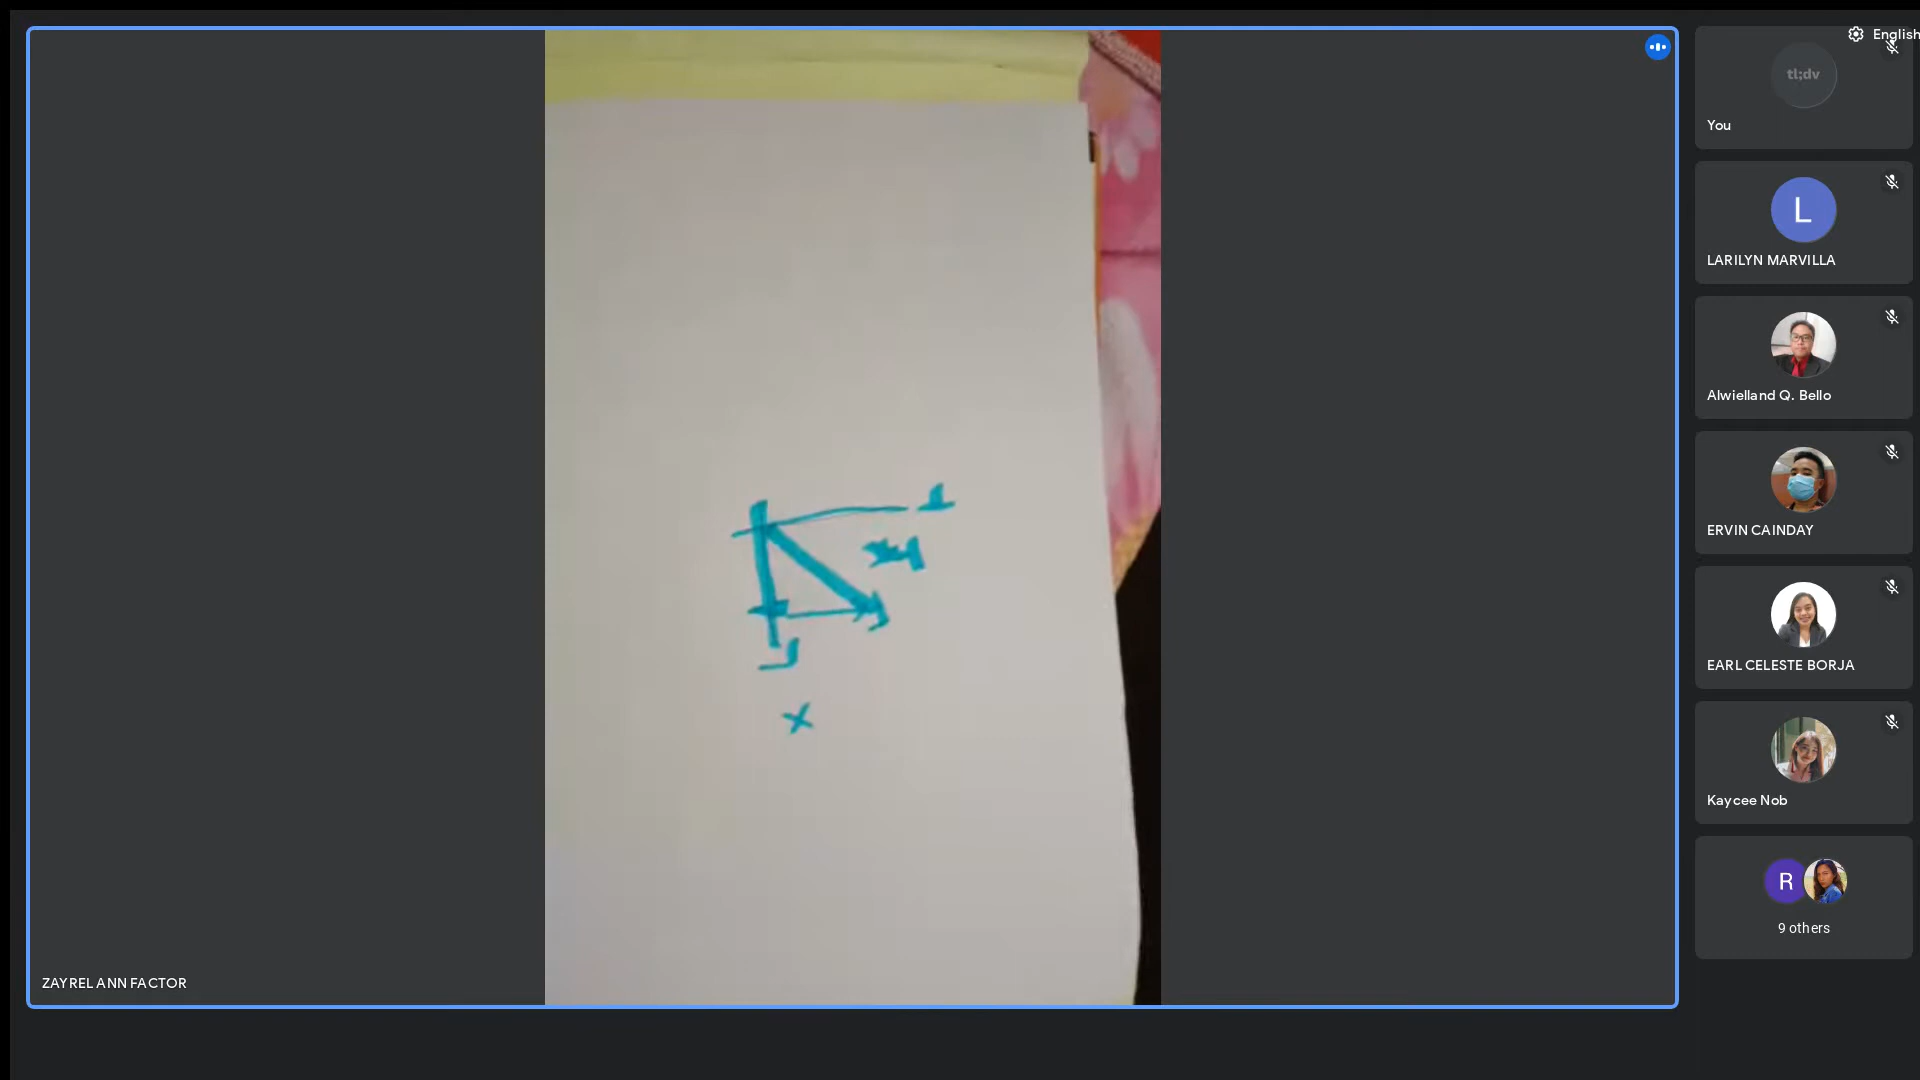 English
tl;dv
You
L
LARILYN MARVILLA
Alwielland Q. Bello
ERVIN CAINDAY
EARL CELESTE BORJA
Kaycee Nob
R
9 others
x
ZAYREL ANN FACTOR